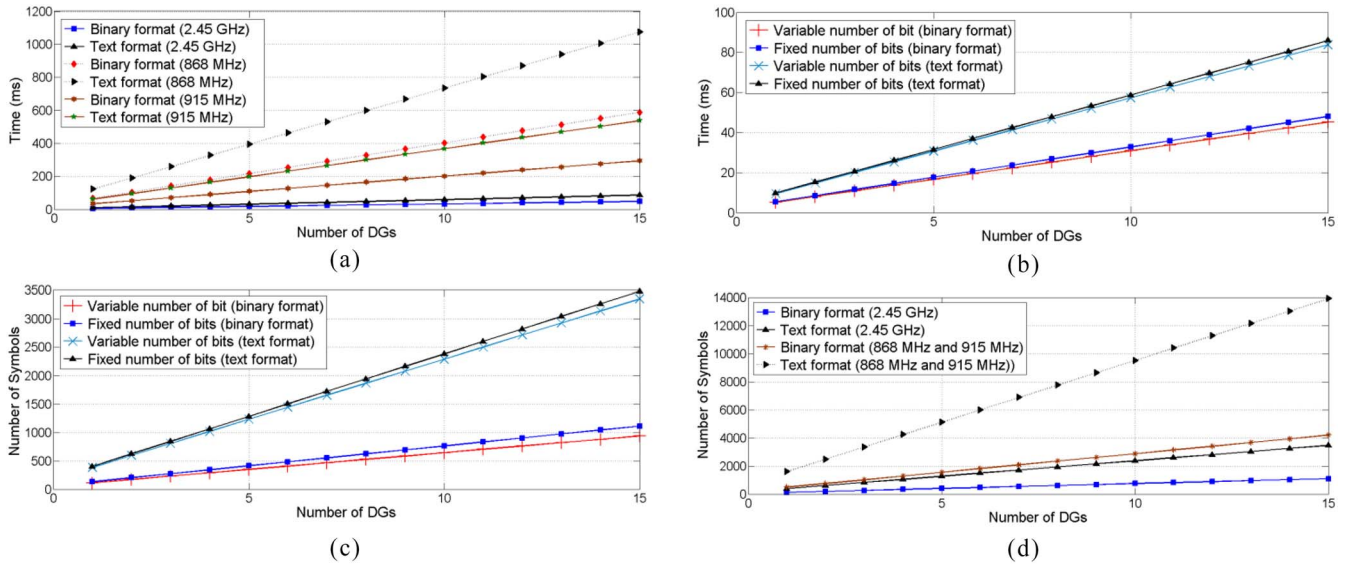 1200
1000
800
600
400
200
0
Time (ms)
Binary format (2.45 GHz)
Text format (2.45 GHz)
Binary format (868 MHz)
Text format (868 MHz)
Binary format (915 MHz)
Text format (915 MHz)
0 5 10 15
Number of DGs
(a)
100
80
60
40
20
0
Time (ms)
Variable number of bit (binary format)
Fixed number of bits (binary format)
Variable number of bits (text format)
Fixed number of bits (text format)
0 5 10 15
Number of DGs
(b)
3500
3000
2500
2000
1500
1000
500
0
Number of Symbols
Variable number of bit (binary format)
Fixed number of bits (binary format)
Variable number of bits (text format)
Fixed number of bits (text format)
0 5 10 15
Number of DGs
(c)
14000
12000
10000
8000
6000
4000
2000
0
Number of Symbols
Binary format (2.45 GHz)
Text format (2.45 GHz)
Binary format (868 MHz and 915 MHz)
Text format (868 MHz and 915 MHz))
0 5 10 15
Number of DGs
(d)